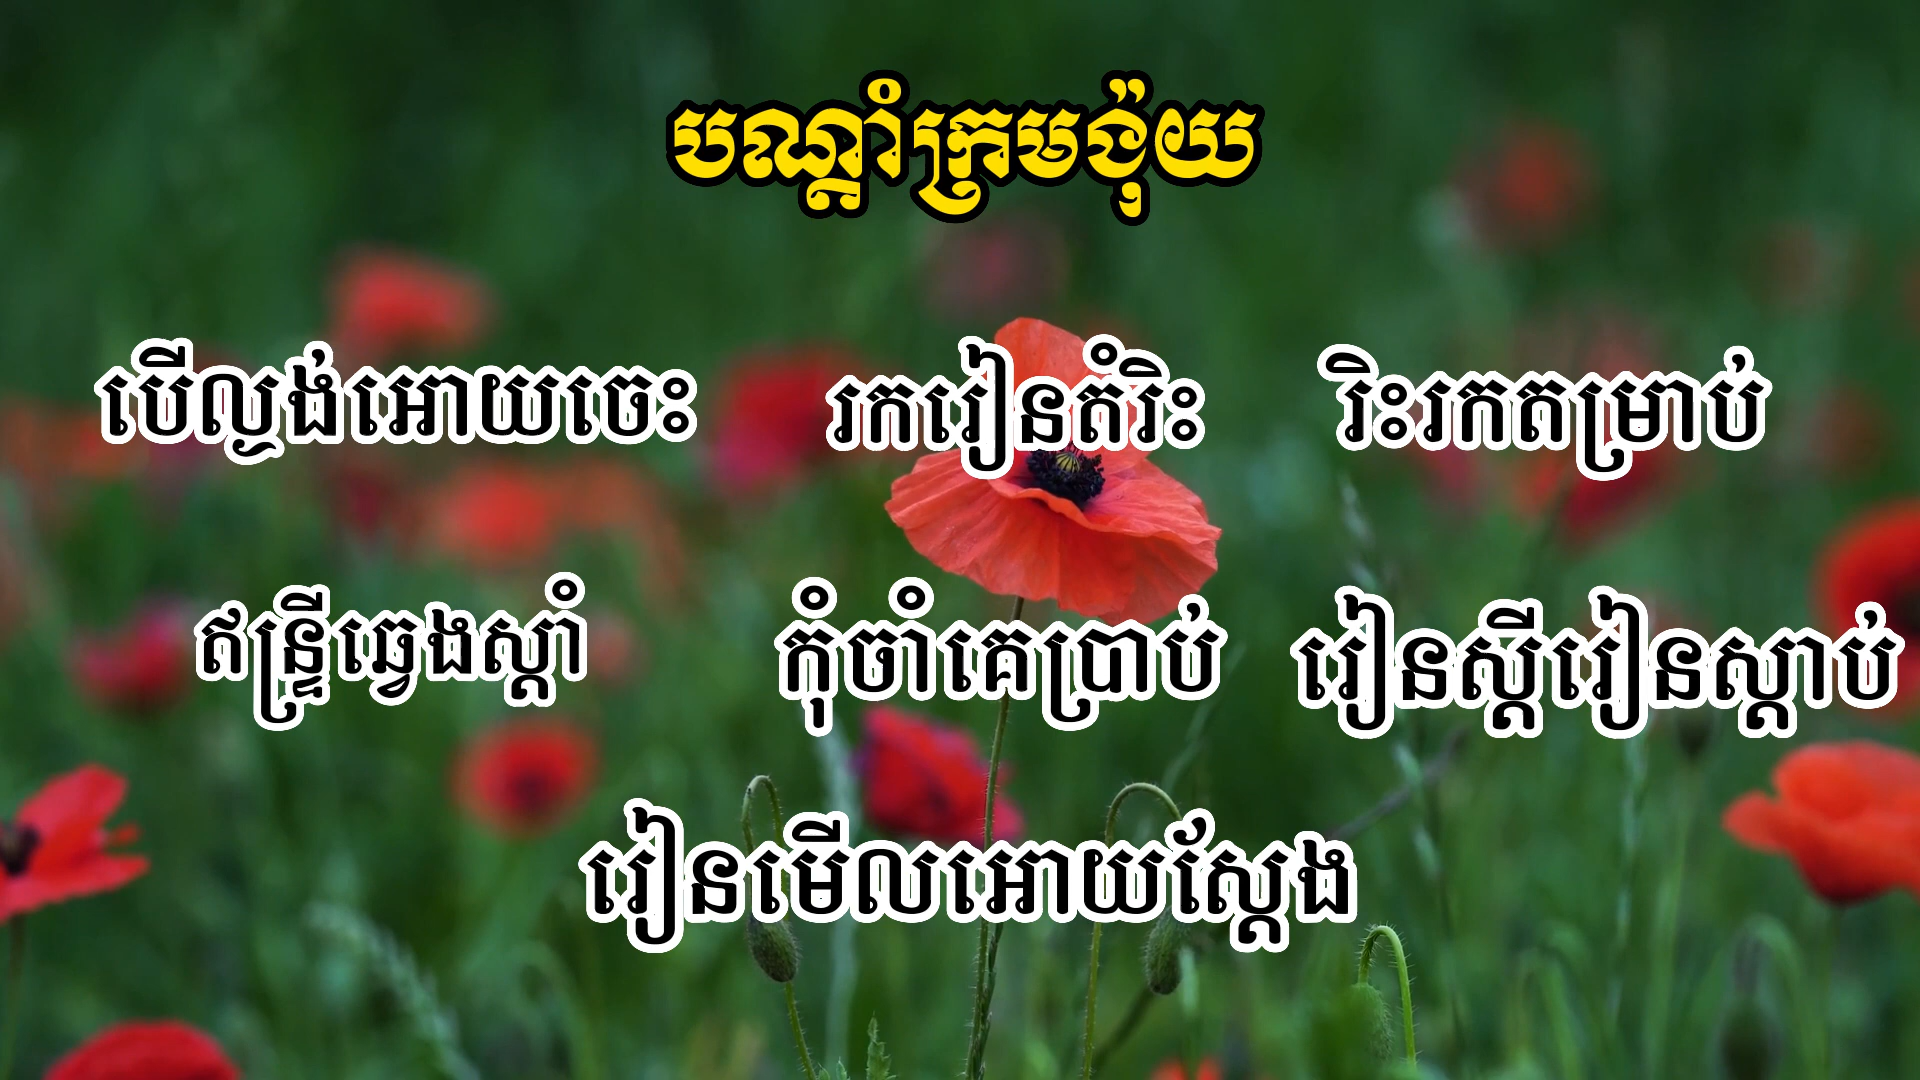 បណ្ដាំក្រមង៉ុយ
បើល្ងង់អោយចេះ រករៀនតំរិះ រិះរកតម្រាប់
ឥន្ទ្រីឆ្វេងស្ដាំ កុំចាំគេប្រាប់ រៀនស្ដីរៀនស្ដាប់
រៀនមើលអោយស្ដែង